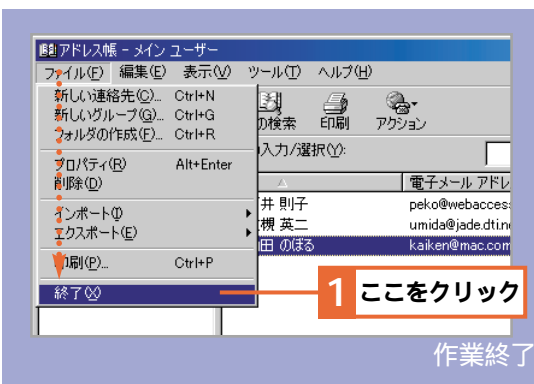 アドレス帳 - メイン ユーザー
ファイル(F) 編集(E) 表示(V) ツール(T) ヘルプ(H)
新しい連絡先(C)... Ctrl+N
新しいグループ(G)... Ctrl+G
フォルダの作成(F)... Ctrl+R
の検索 印刷 アクション
入力/選択(Y):
プロパティ(R) Alt+Enter
削除(D)
電子メール アドレ
インポート(I)
井 則子 peko@webaccess
エクスポート(E)
槻 英二 umida@jade.dti.ne
田 のぼる kaiken@mac.com
印刷(P)... Ctrl+P
終了(X)
1 ここをクリック
作業終了